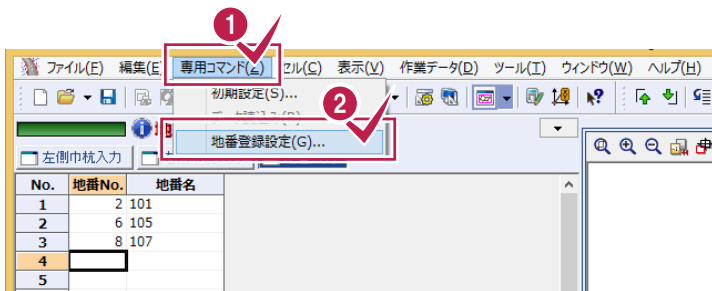 1
ファイル(F) 編集(E) 専用コマンド(Z) セル(C) 表示(V) 作業データ(D) ツール(T) ウィンドウ(W) ヘルプ(H)
初期設定(S)...
2
地番登録設定(G)...
左側巾杭入力
No. 地番No. 地番名
1 2 101
2 6 105
3 8 107
4
5